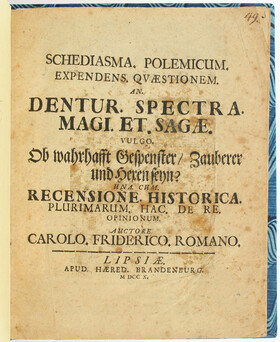 49.
SCHEDIASMA. POLEMICUM.
EXPENDENS. QVÆSTIONEM.
AN.
DENTUR. SPECTRA.
MAGI. ET. SAGÆ.
VULGO.
Ob wahrhafft Gespenster/ Zauberer
und Hexen seyn?
UNA. CUM.
RECENSIONE. HISTORICA.
PLURIMARUM. HAC. DE RE.
OPINIONUM.
AUCTORE
CAROLO. FRIDERICO. ROMANO.
LIPSIÆ,
APUD. HÆRED. BRANDENBURG.
M DCC X.